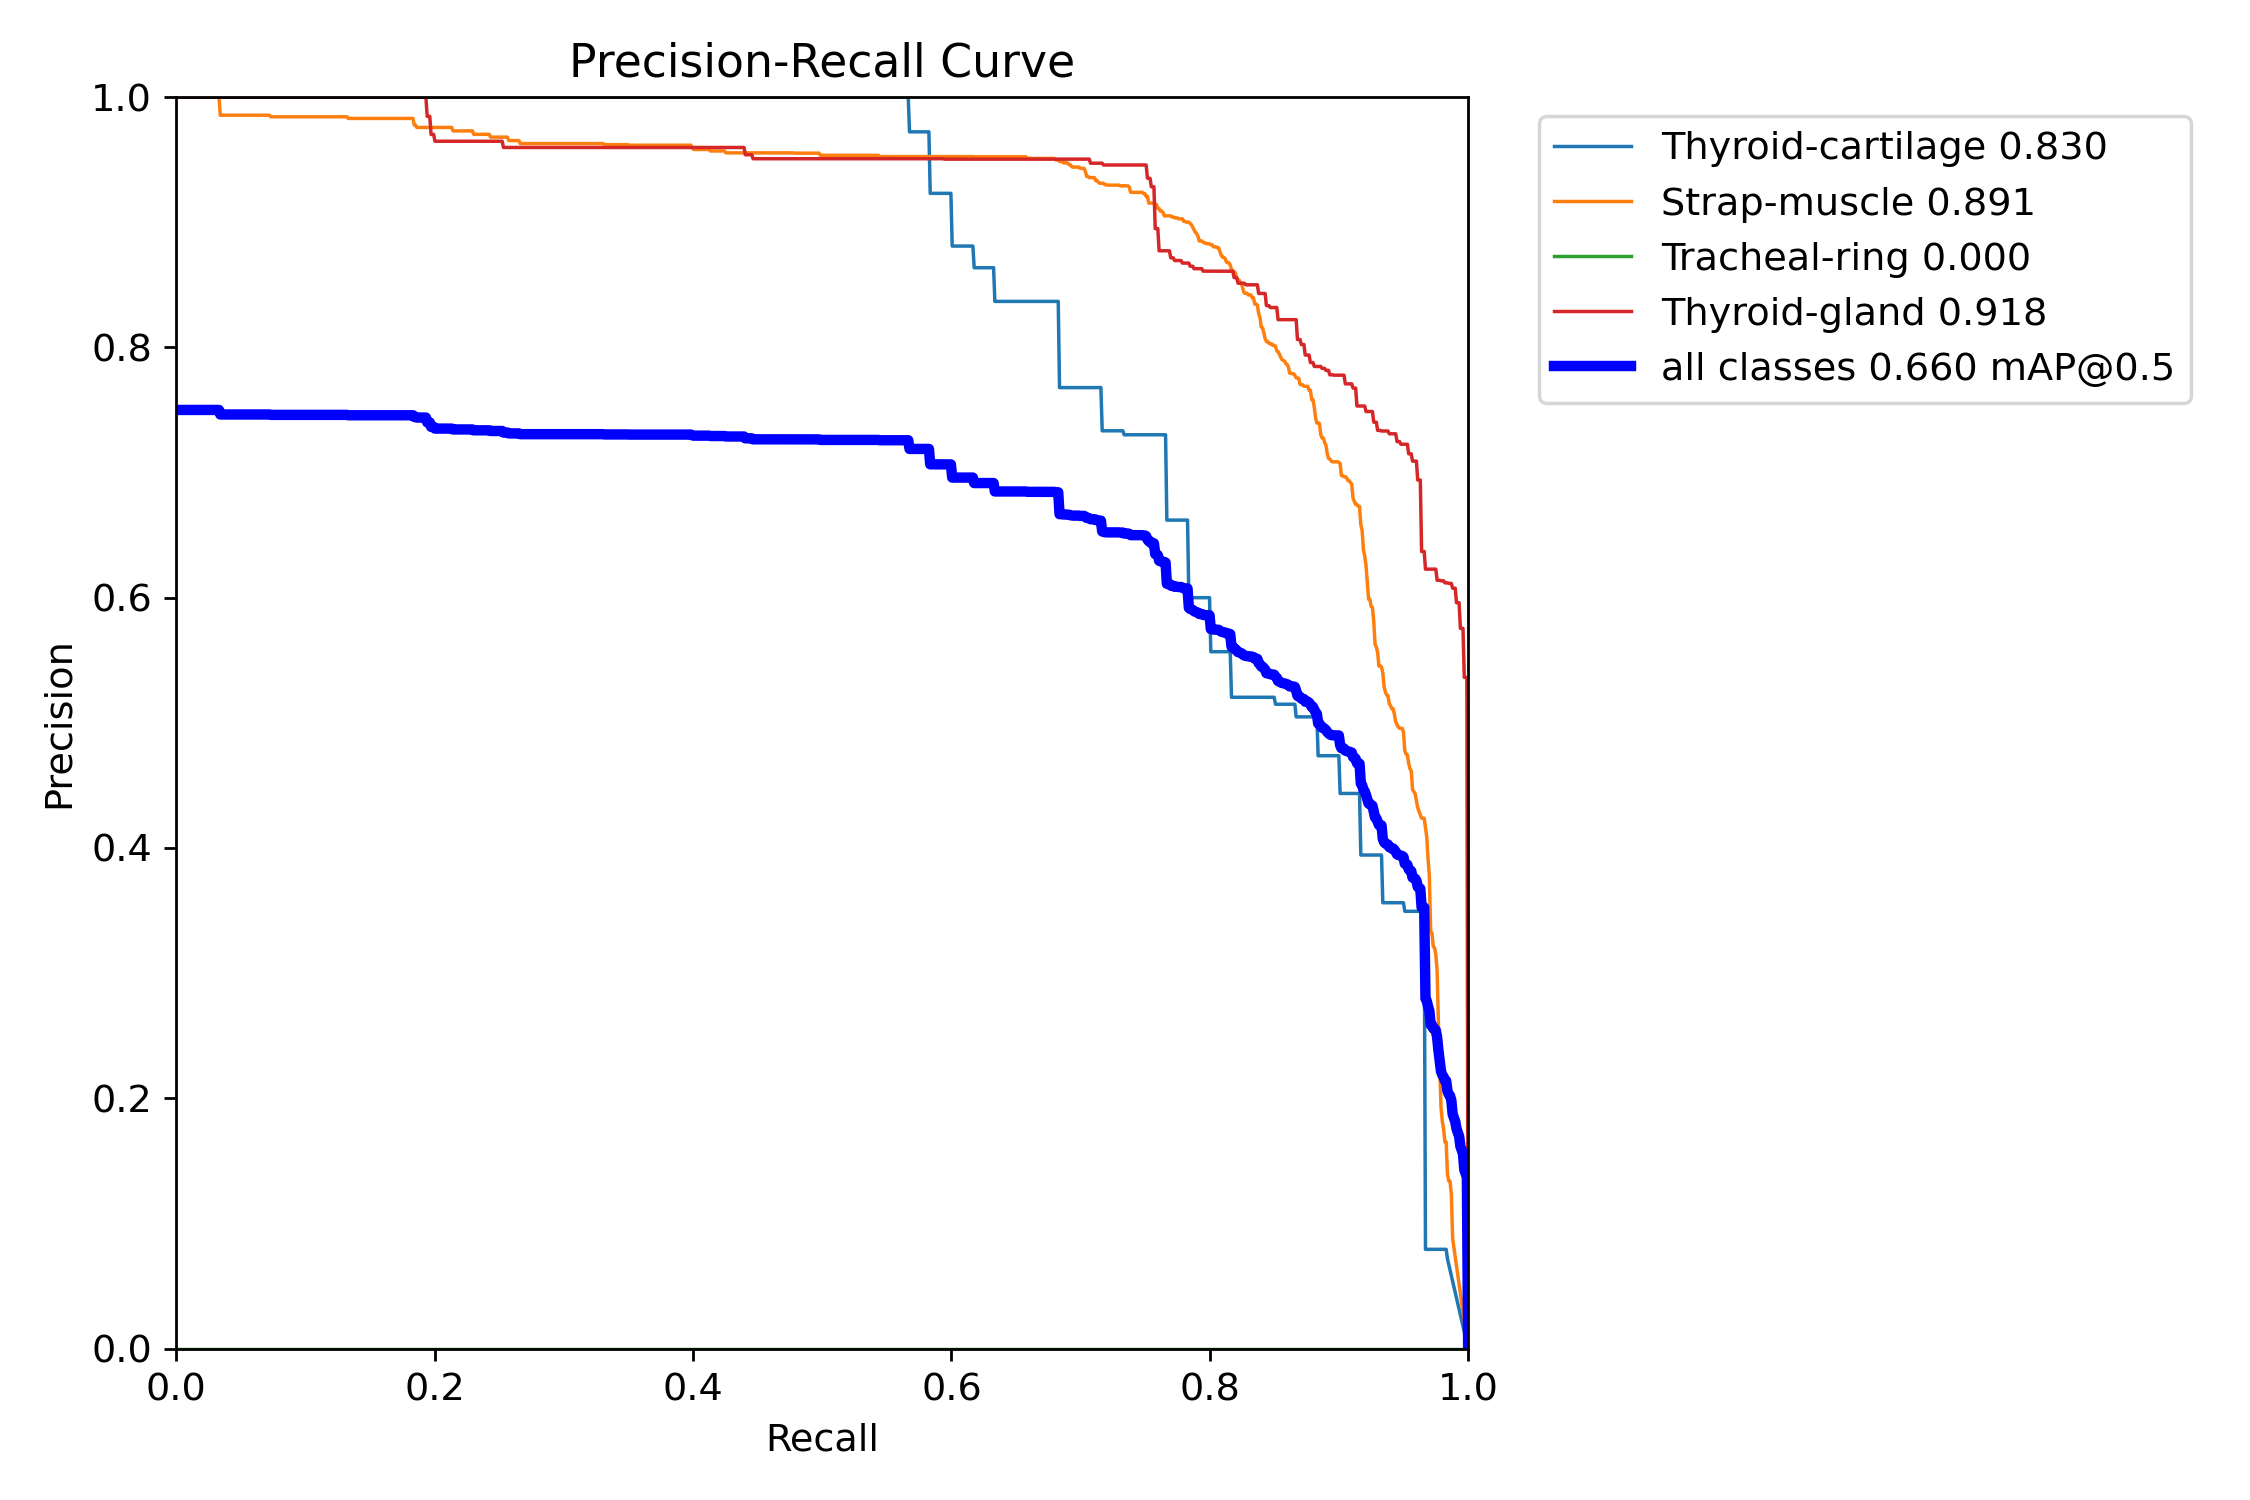 Precision-Recall Curve
1.0
0.8
0.6
0.4
0.2
0.0
Precision
0.0 0.2 0.4 0.6 0.8 1.0
Recall
Thyroid-cartilage 0.830
Strap-muscle 0.891
Tracheal-ring 0.000
Thyroid-gland 0.918
all classes 0.660 mAP@0.5